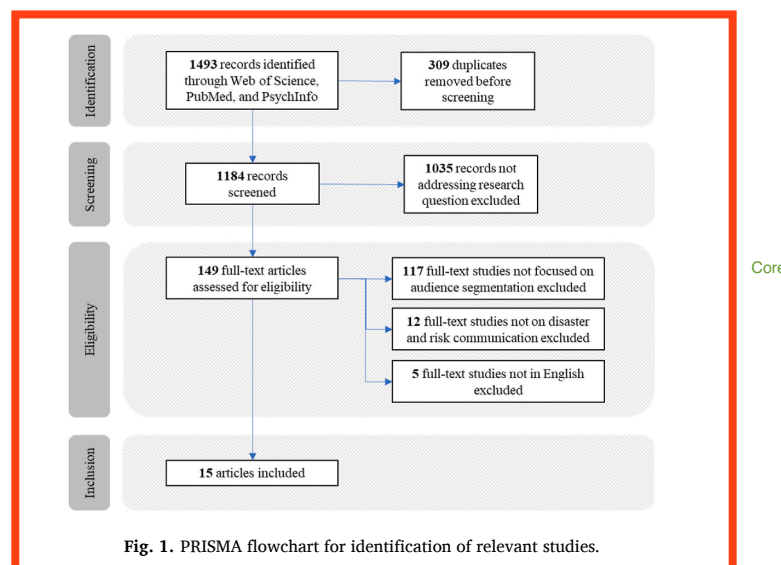 Identification
1493 records identified
through Web of Science,
PubMed, and PsychInfo
309 duplicates
removed before
screening
Screening
1184 records
screened
1035 records not
addressing research
question excluded
Eligibility
149 full-text articles
assessed for eligibility
117 full-text studies not focused on
audience segmentation excluded
12 full-text studies not on disaster
and risk communication excluded
5 full-text studies not in English
excluded
Inclusion
15 articles included
Fig. 1. PRISMA flowchart for identification of relevant studies.
Core